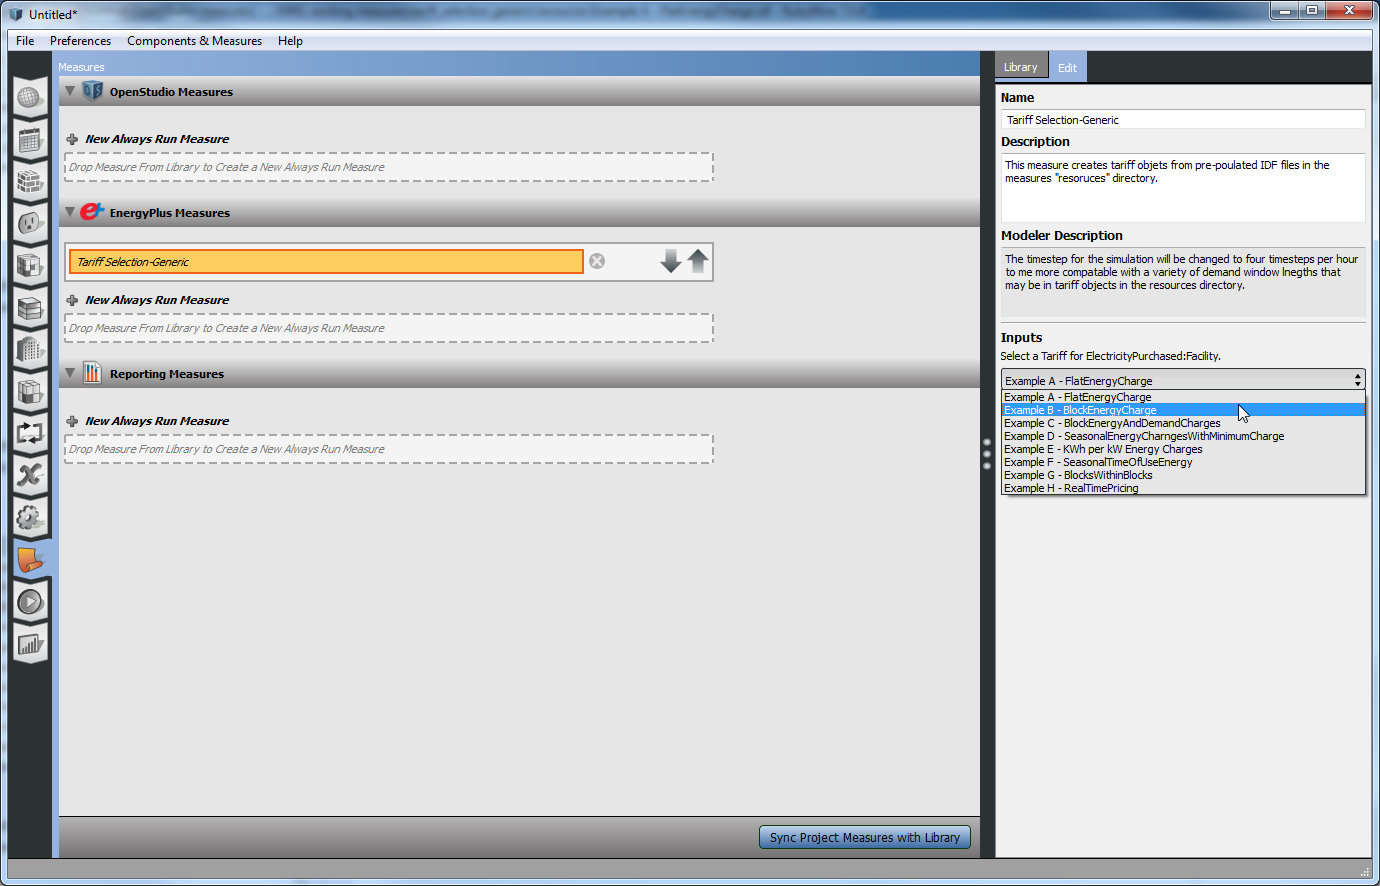 Untitled*
File Preferences Components & Measures Help
Measures
OpenStudio Measures
New Always Run Measure
Drop Measure From Library to Create a New Always Run Measure
EnergyPlus Measures
Tariff Selection-Generic
New Always Run Measure
Drop Measure From Library to Create a New Always Run Measure
Reporting Measures
New Always Run Measure
Drop Measure From Library to Create a New Always Run Measure
Sync Project Measures with Library
Library Edit
Name
Tariff Selection-Generic
Description
This measure creates tariff objets from pre-poulated IDF files in the
measures "resoruces" directory.
Modeler Description
The timestep for the simulation will be changed to four timesteps per hour
to me more compatable with a variety of demand window lnegths that
may be in tariff objects in the resources directory.
Inputs
Select a Tariff for ElectricityPurchased:Facility.
Example A - FlatEnergyCharge
Example A - FlatEnergyCharge
Example B - BlockEnergyCharge
Example C - BlockEnergyAndDemandCharges
Example D - SeasonalEnergyCharngesWithMinimumCharge
Example E - KWh per kW Energy Charges
Example F - SeasonalTimeOfUseEnergy
Example G - BlocksWithinBlocks
Example H - RealTimePricing